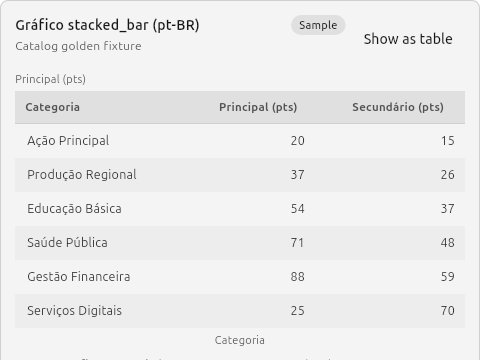 Gráfico stacked_bar (pt-BR)
Sample
Show as table
Catalog golden fixture
Principal (pts)
Categoria Principal (pts) Secundário (pts)
Ação Principal 20 15
Produção Regional 37 26
Educação Básica 54 37
Saúde Pública 71 48
Gestão Financeira 88 59
Serviços Digitais 25 70
Categoria